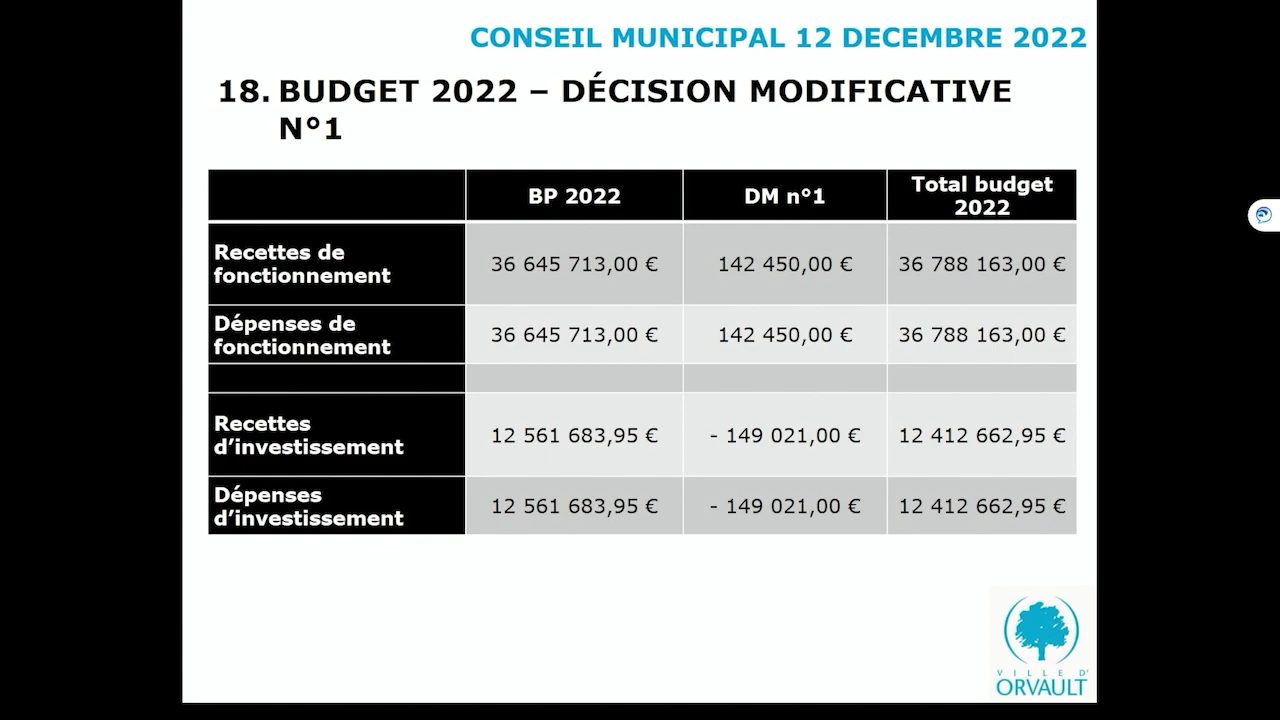 CONSEIL MUNICIPAL 12 DECEMBRE 2022
18. BUDGET 2022 – DÉCISION MODIFICATIVE
N°1
BP 2022 DM n°1 Total budget
2022
Recettes de
fonctionnement 36 645 713,00 € 142 450,00 € 36 788 163,00 €
Dépenses de
fonctionnement 36 645 713,00 € 142 450,00 € 36 788 163,00 €
Recettes
d’investissement 12 561 683,95 € - 149 021,00 € 12 412 662,95 €
Dépenses
d’investissement 12 561 683,95 € - 149 021,00 € 12 412 662,95 €
VILLE D'
ORVAULT